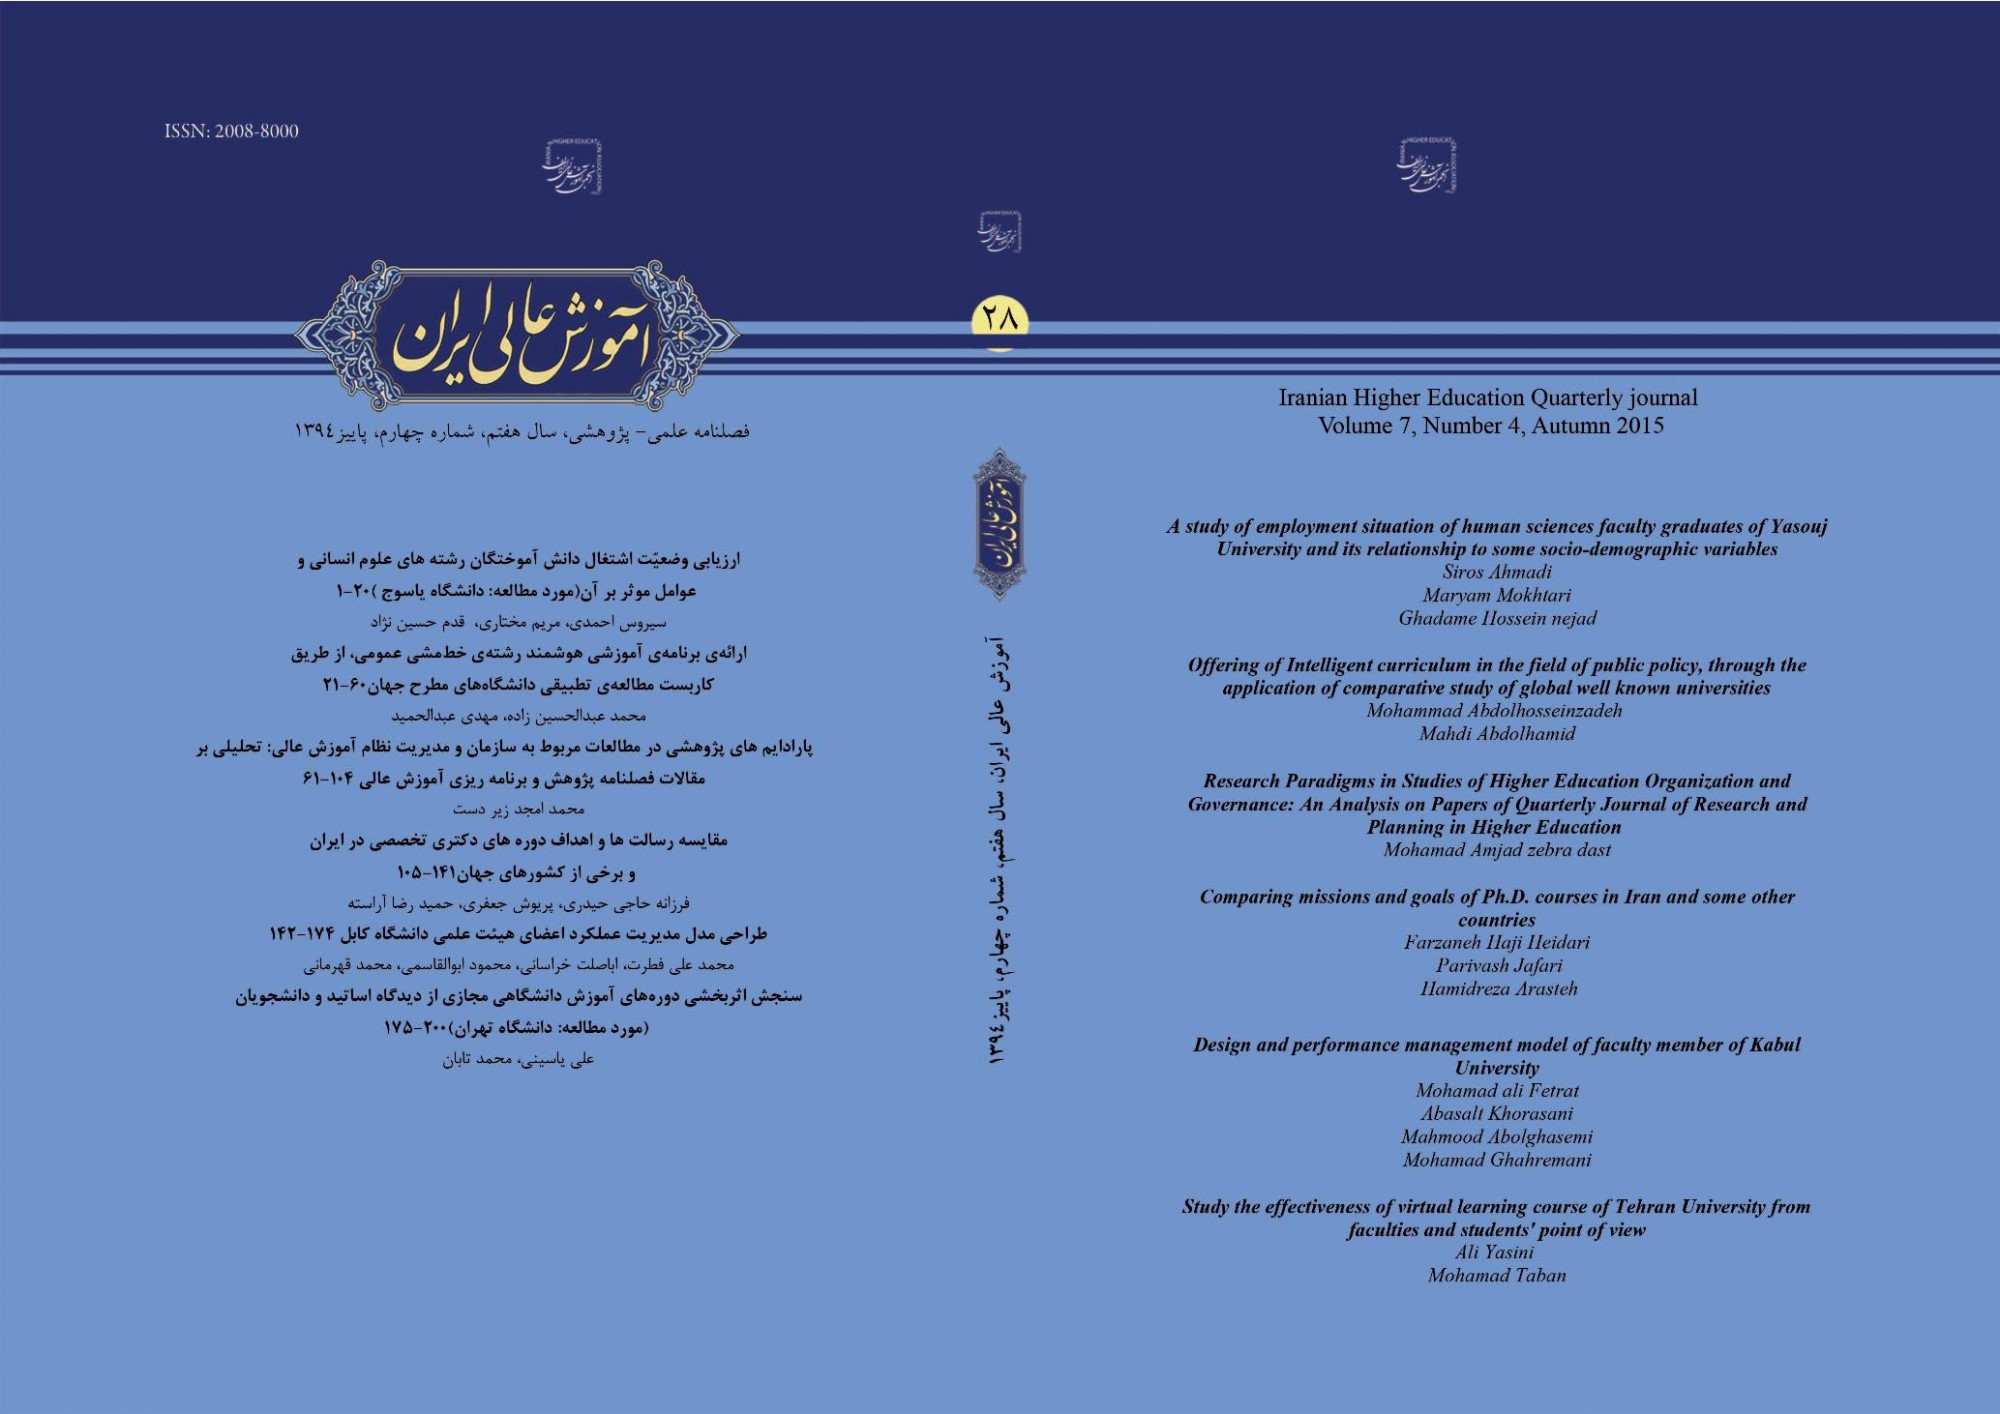 ISSN: 2008-8000
آموزش عالی ایران
فصلنامه علمی- پژوهشی، سال هفتم، شماره چهارم، پاییز ۱۳۹٤
ارزیابی وضعیّت اشتغال دانش آموختگان رشته های علوم انسانی و
عوامل موثر بر آن(مورد مطالعه: دانشگاه یاسوج )۲۰-۱
سیروس احمدی، مریم مختاری، قدم حسین نژاد
ارائه‌ی برنامه‌ی آموزشی هوشمند رشته‌ی خط‌مشی عمومی، از طریق
کاربست مطالعه‌ی تطبیقی دانشگاه‌های مطرح جهان۶۰-۲۱
محمد عبدالحسین زاده، مهدی عبدالحمید
پارادایم های پژوهشی در مطالعات مربوط به سازمان و مدیریت نظام آموزش عالی: تحلیلی بر
مقالات فصلنامه پژوهش و برنامه ریزی آموزش عالی ۱۰۴-۶۱
محمد امجد زبر دست
مقایسه رسالت ها و اهداف دوره های دکتری تخصصی در ایران
و برخی از کشورهای جهان۱۴۱-۱۰۵
فرزانه حاجی حیدری، پریوش جعفری، حمید رضا آراسته
طراحی مدل مدیریت عملکرد اعضای هیئت علمی دانشگاه کابل ۱۷۴-۱۴۲
محمد علی فطرت، اباصلت خراسانی، محمود ابوالقاسمی، محمد قهرمانی
سنجش اثربخشی دوره‌های آموزش دانشگاهی مجازی از دیدگاه اساتید و دانشجویان
(مورد مطالعه: دانشگاه تهران)۲۰۰-۱۷۵
علی یاسینی، محمد تابان
۲۸
آموزش عالی ایران
آموزش عالی ایران، سال هفتم، شماره چهارم، پاییز ۱۳۹٤
Iranian Higher Education Quarterly journal
Volume 7, Number 4, Autumn 2015
A study of employment situation of human sciences faculty graduates of Yasouj
University and its relationship to some socio-demographic variables
Siros Ahmadi
Maryam Mokhtari
Ghadame Hossein nejad
Offering of Intelligent curriculum in the field of public policy, through the
application of comparative study of global well known universities
Mohammad Abdolhosseinzadeh
Mahdi Abdolhamid
Research Paradigms in Studies of Higher Education Organization and
Governance: An Analysis on Papers of Quarterly Journal of Research and
Planning in Higher Education
Mohamad Amjad zebra dast
Comparing missions and goals of Ph.D. courses in Iran and some other
countries
Farzaneh Haji Heidari
Parivash Jafari
Hamidreza Arasteh
Design and performance management model of faculty member of Kabul
University
Mohamad ali Fetrat
Abasalt Khorasani
Mahmood Abolghasemi
Mohamad Ghahremani
Study the effectiveness of virtual learning course of Tehran University from
faculties and students' point of view
Ali Yasini
Mohamad Taban